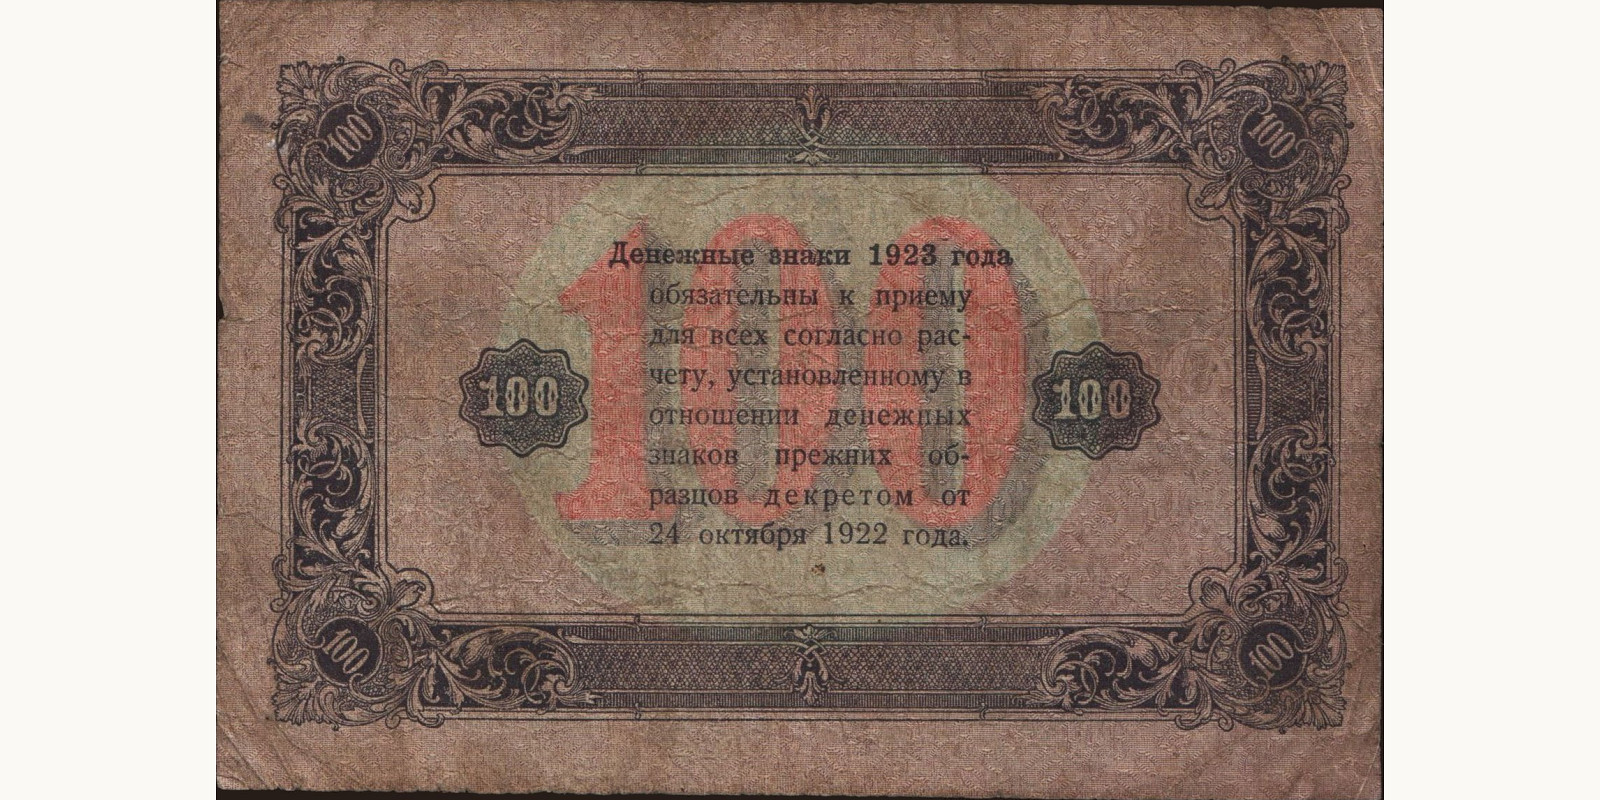 100 100
100
Денежные знаки 1923 года
обязательны к приему
для всех согласно рас-
чету, установленному в
отношении денежных
знаков прежних об-
разцов декретом от
24 октября 1922 года.
100 100
100 100